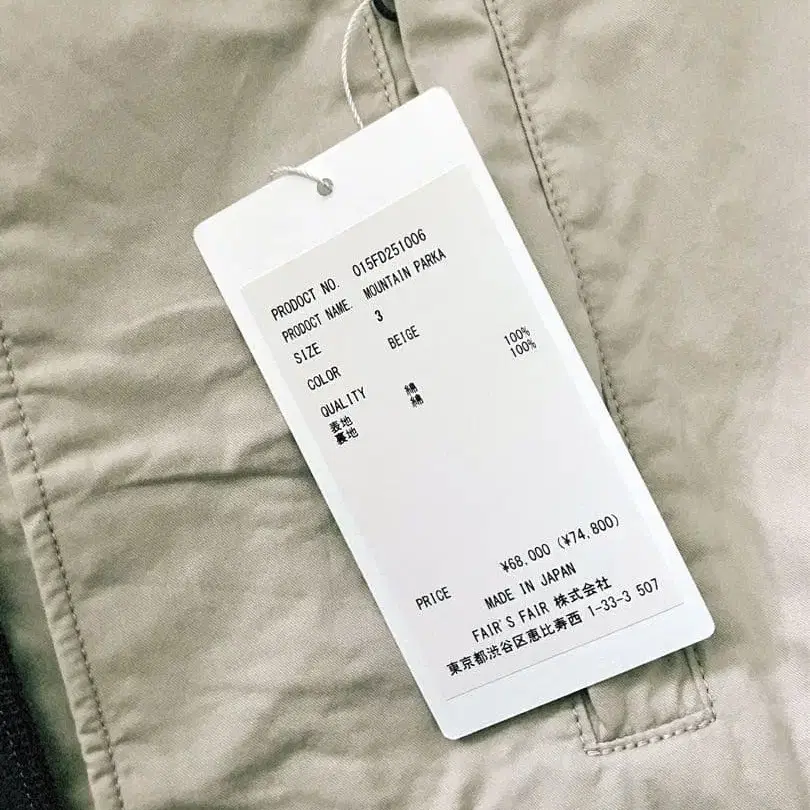 PRODOCT NO. 015FD251006
PRODOCT NAME. MOUNTAIN PARKA
SIZE 3
COLOR BEIGE
QUALITY
表地 綿 100%
裏地 綿 100%
PRICE ¥68,000 (¥74,800)
MADE IN JAPAN
FAIR'S FAIR 株式会社
東京都渋谷区恵比寿西 1-33-3 507